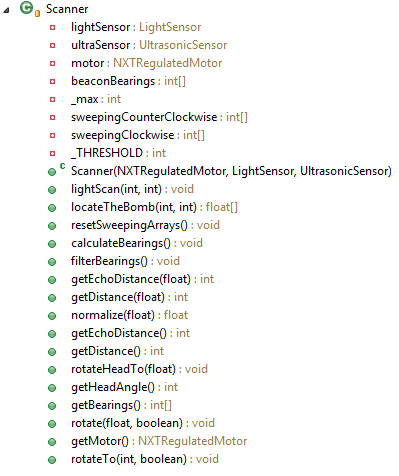 Scanner
lightSensor : LightSensor
ultraSensor : UltrasonicSensor
motor : NXTRegulatedMotor
beaconBearings : int[]
_max : int
sweepingCounterClockwise : int[]
sweepingClockwise : int[]
_THRESHOLD : int
Scanner(NXTRegulatedMotor, LightSensor, UltrasonicSensor)
lightScan(int, int) : void
locateTheBomb(int, int) : float[]
resetSweepingArrays() : void
calculateBearings() : void
filterBearings() : void
getEchoDistance(float) : int
getDistance(float) : int
normalize(float) : float
getEchoDistance() : int
getDistance() : int
rotateHeadTo(float) : void
getHeadAngle() : int
getBearings() : int[]
rotate(float, boolean) : void
getMotor() : NXTRegulatedMotor
rotateTo(int, boolean) : void